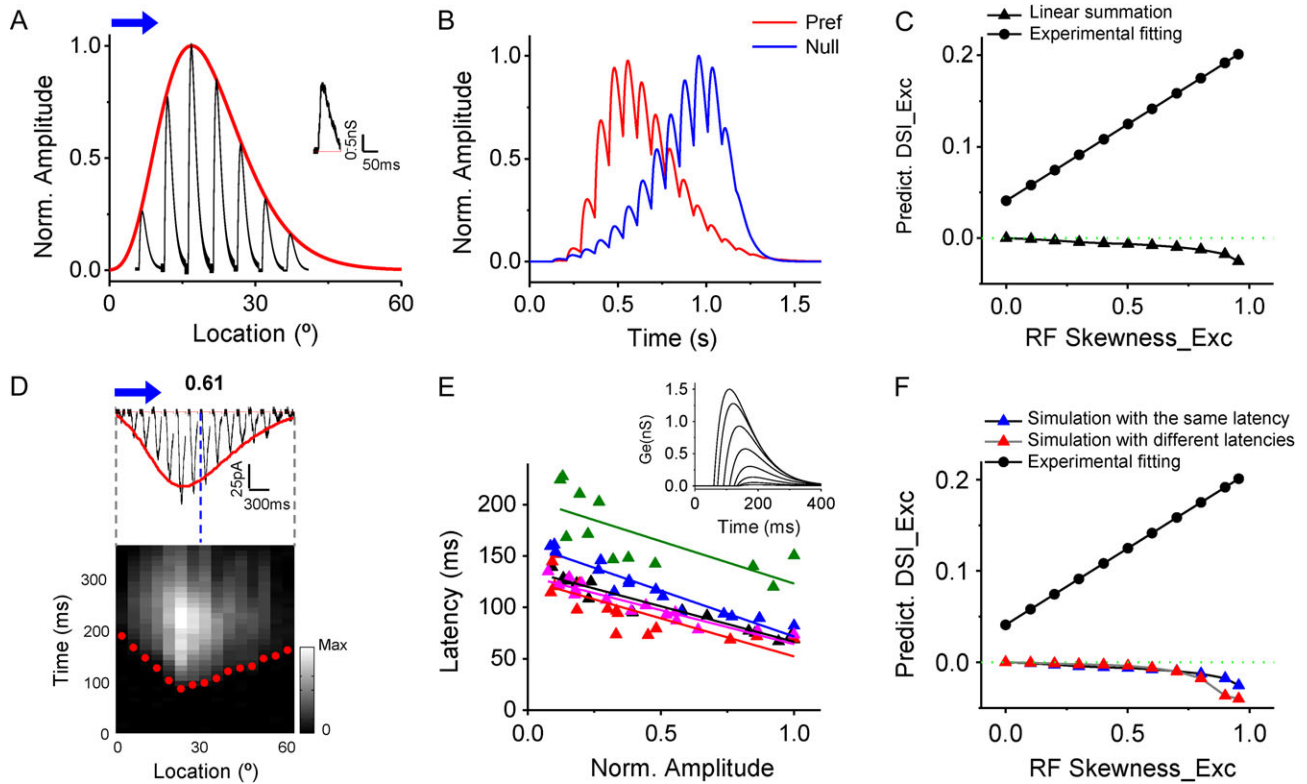 A
1.0
0.5
0.0
Norm. Amplitude
0 30 60
Location (º)
0.5nS
50ms
B
Pref
Null
1.0
0.5
0.0
Norm. Amplitude
0.0 0.5 1.0 1.5
Time (s)
C
Linear summation
Experimental fitting
0.2
0.1
0.0
Predict. DSI_Exc
0.0 0.5 1.0
RF Skewness_Exc
D
0.61
25pA
300ms
300
200
100
0
Time (ms)
Max
0
0 30 60
Location (º)
E
200
150
100
50
0
Latency (ms)
0.0 0.5 1.0
Norm. Amplitude
1.5
1.0
0.5
0.0
Ge(nS)
0 200 400
Time (ms)
F
Simulation with the same latency
Simulation with different latencies
Experimental fitting
0.2
0.1
0.0
Predict. DSI_Exc
0.0 0.5 1.0
RF Skewness_Exc